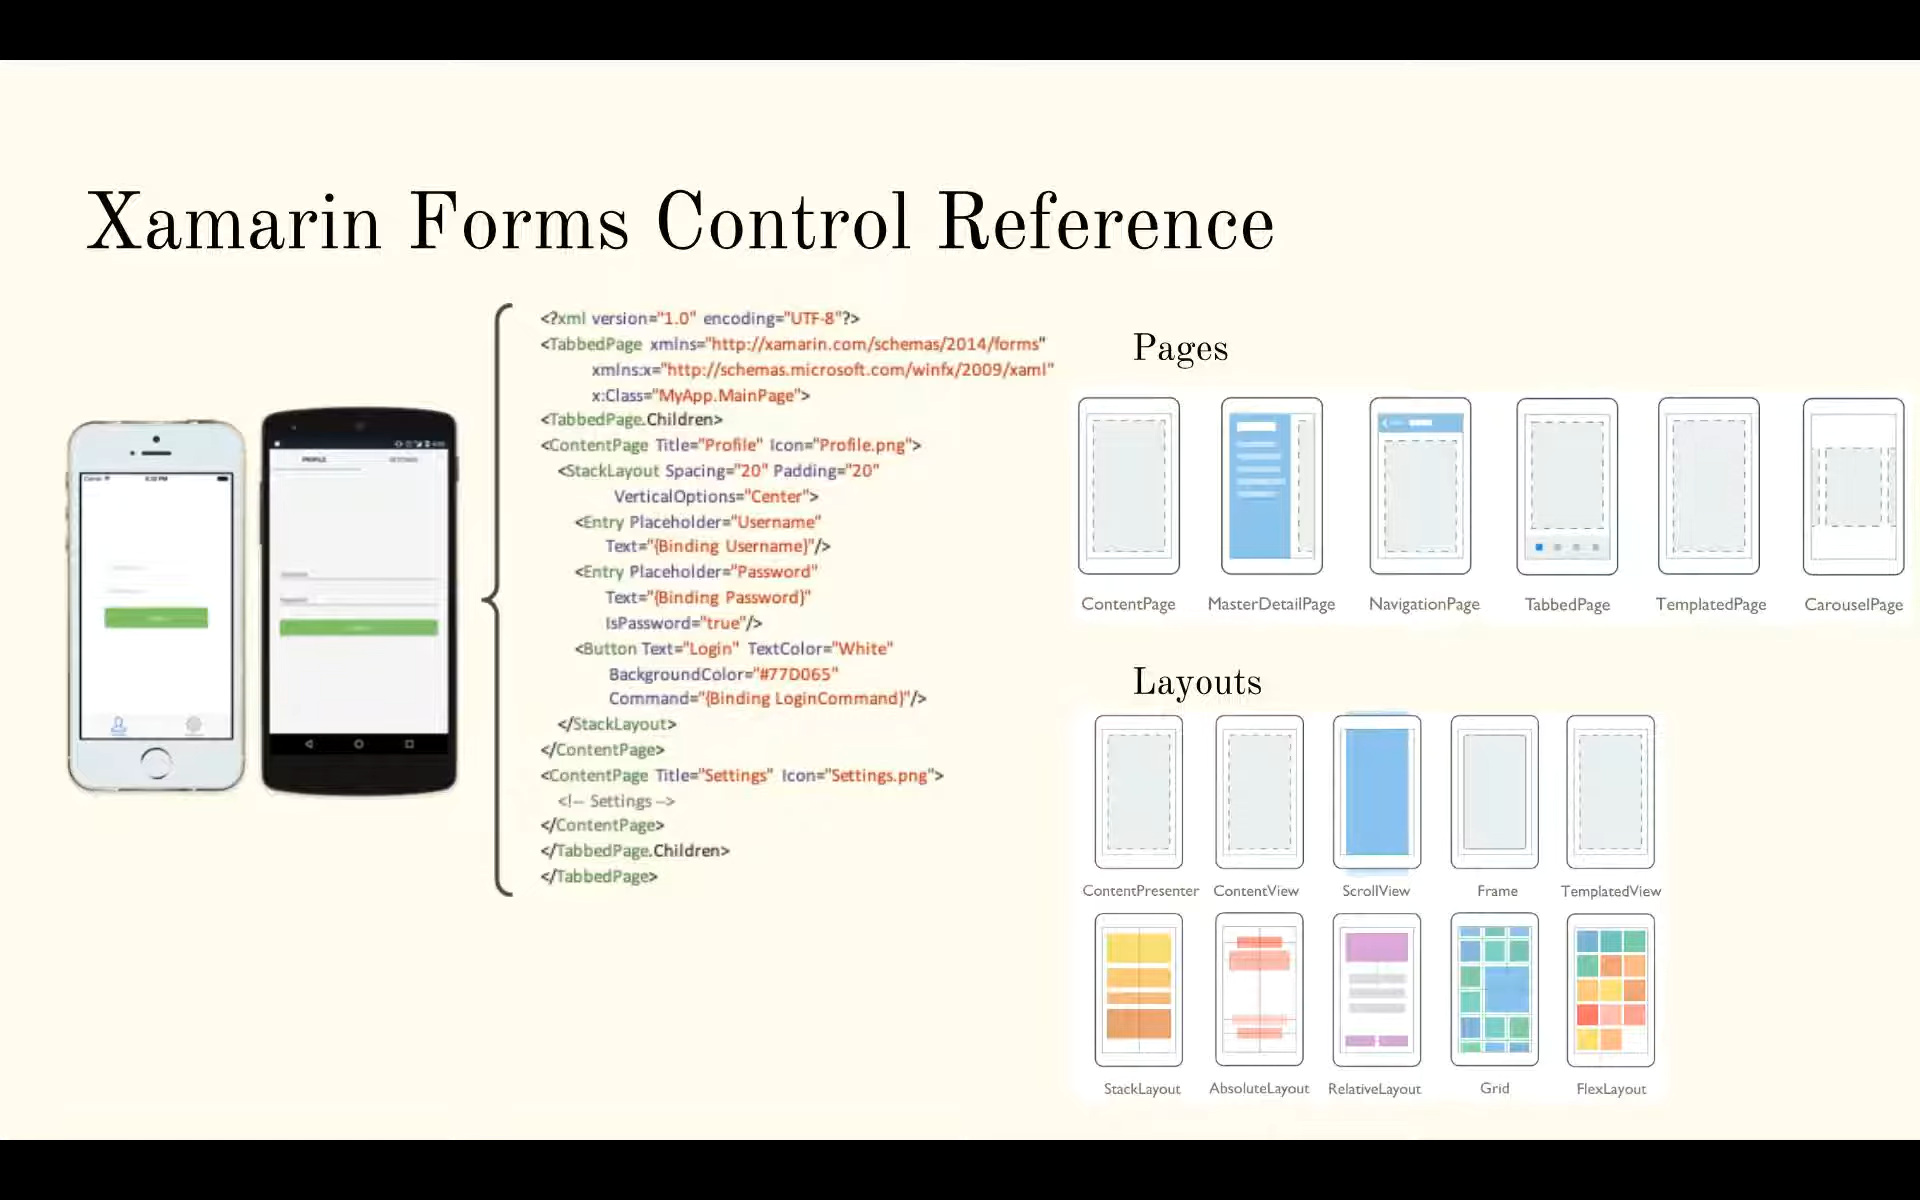 Xamarin Forms Control Reference
<?xml version="1.0" encoding="UTF-8"?>
<TabbedPage xmlns="http://xamarin.com/schemas/2014/forms"
xmlns:x="http://schemas.microsoft.com/winfx/2009/xaml"
x:Class="MyApp.MainPage">
<TabbedPage.Children>
<ContentPage Title="Profile" Icon="Profile.png">
<StackLayout Spacing="20" Padding="20"
VerticalOptions="Center">
<Entry Placeholder="Username"
Text="{Binding Username}"/>
<Entry Placeholder="Password"
Text="{Binding Password}"
IsPassword="true"/>
<Button Text="Login" TextColor="White"
BackgroundColor="#77D065"
Command="{Binding LoginCommand}"/>
</StackLayout>
</ContentPage>
<ContentPage Title="Settings" Icon="Settings.png">
<!-- Settings -->
</ContentPage>
</TabbedPage.Children>
</TabbedPage>
PROFILE SETTINGS
Pages
ContentPage MasterDetailPage NavigationPage TabbedPage TemplatedPage CarouselPage
Layouts
ContentPresenter ContentView ScrollView Frame TemplatedView
StackLayout AbsoluteLayout RelativeLayout Grid FlexLayout